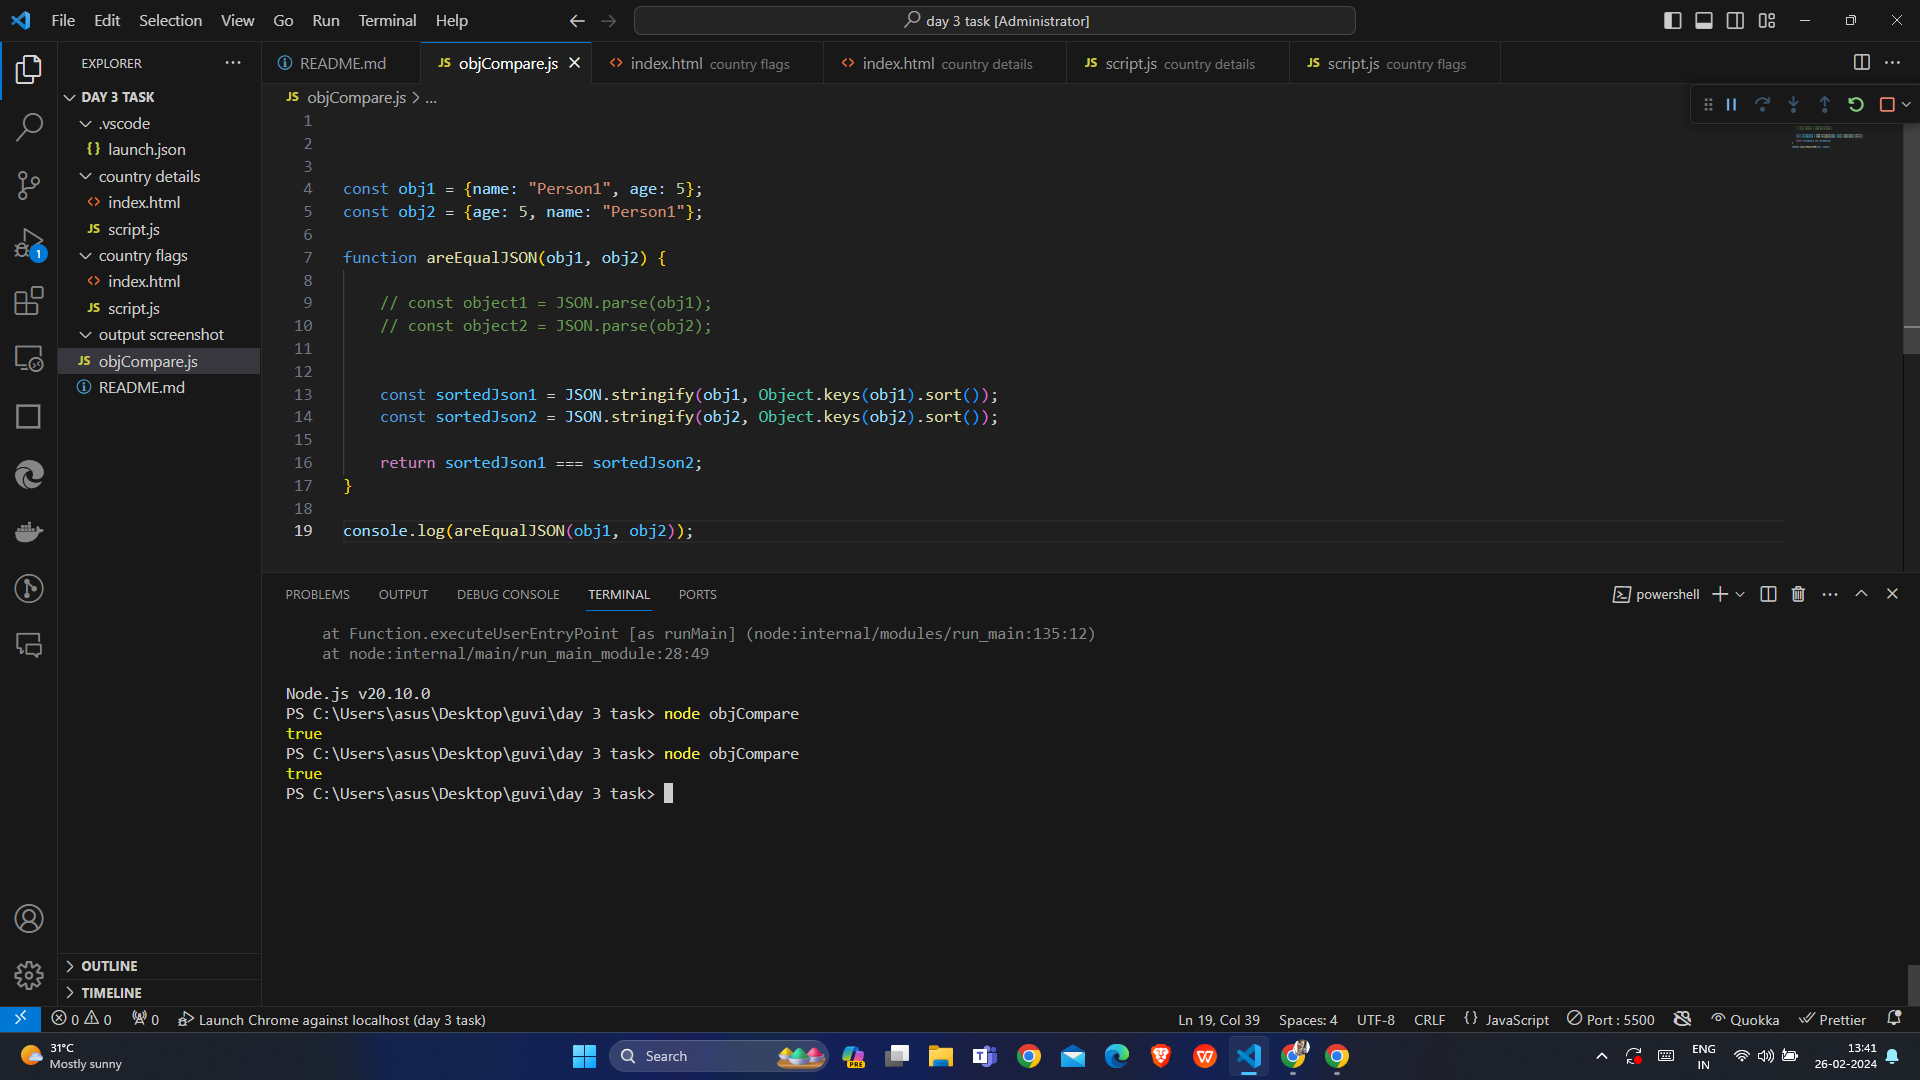 File Edit Selection View Go Run Terminal Help
day 3 task [Administrator]
EXPLORER
DAY 3 TASK
.vscode
{} launch.json
country details
<> index.html
JS script.js
country flags
<> index.html
JS script.js
output screenshot
JS objCompare.js
README.md
OUTLINE
TIMELINE
README.md
JS objCompare.js
<> index.html country flags
<> index.html country details
JS script.js country details
JS script.js country flags
JS objCompare.js > ...
1
2
3
4 const obj1 = {name: "Person1", age: 5};
5 const obj2 = {age: 5, name: "Person1"};
6
7 function areEqualJSON(obj1, obj2) {
8
9 // const object1 = JSON.parse(obj1);
10 // const object2 = JSON.parse(obj2);
11
12
13 const sortedJson1 = JSON.stringify(obj1, Object.keys(obj1).sort());
14 const sortedJson2 = JSON.stringify(obj2, Object.keys(obj2).sort());
15
16 return sortedJson1 === sortedJson2;
17 }
18
19 console.log(areEqualJSON(obj1, obj2));
PROBLEMS OUTPUT DEBUG CONSOLE TERMINAL PORTS
powershell
at Function.executeUserEntryPoint [as runMain] (node:internal/modules/run_main:135:12)
at node:internal/main/run_main_module:28:49
Node.js v20.10.0
PS C:\Users\asus\Desktop\guvi\day 3 task> node objCompare
true
PS C:\Users\asus\Desktop\guvi\day 3 task> node objCompare
true
PS C:\Users\asus\Desktop\guvi\day 3 task>
1
0 0 0 Launch Chrome against localhost (day 3 task)
Ln 19, Col 39 Spaces: 4 UTF-8 CRLF {} JavaScript Port : 5500 Quokka Prettier
31°C
Mostly sunny
Search
PRE
ENG
IN
13:41
26-02-2024